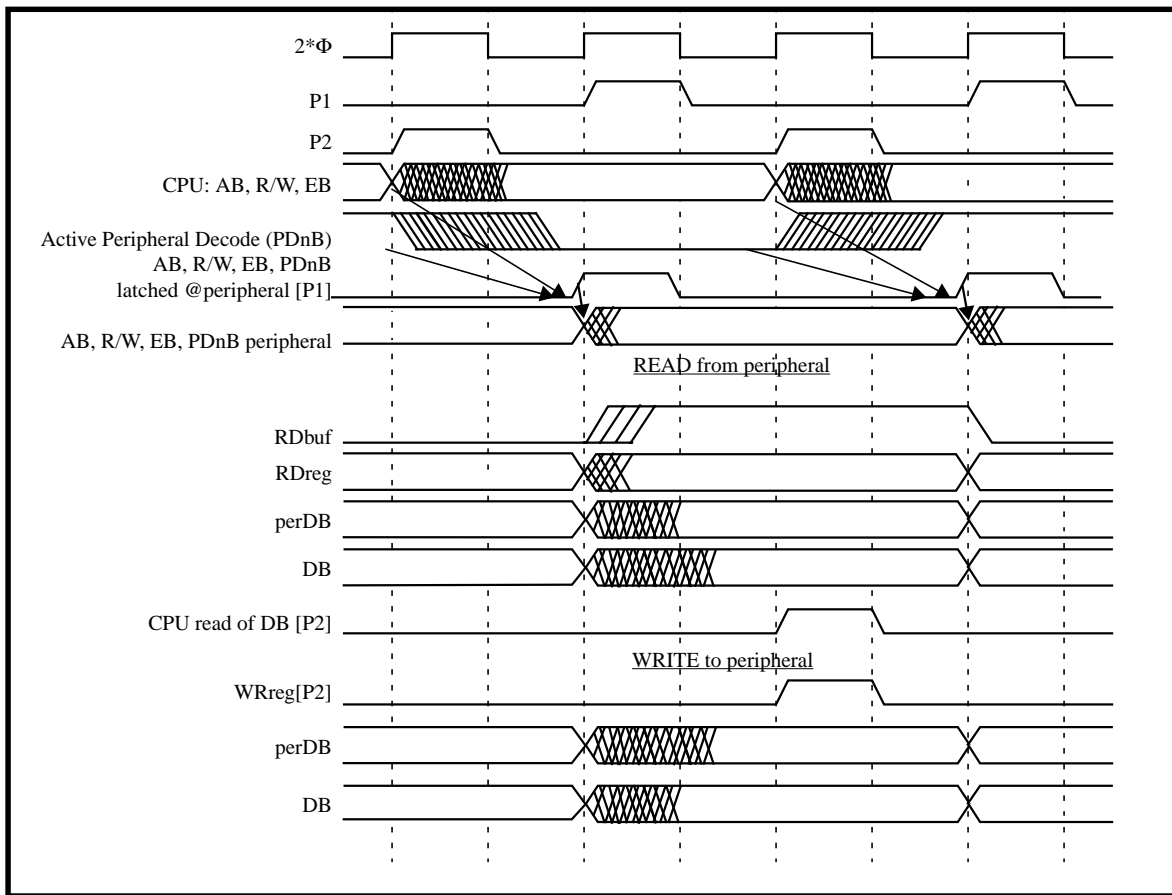 2*Φ
P1
P2
CPU: AB, R/W, EB
Active Peripheral Decode (PDnB)
AB, R/W, EB, PDnB
latched @peripheral [P1]
AB, R/W, EB, PDnB peripheral
READ from peripheral
RDbuf
RDreg
perDB
DB
CPU read of DB [P2]
WRITE to peripheral
WRreg[P2]
perDB
DB